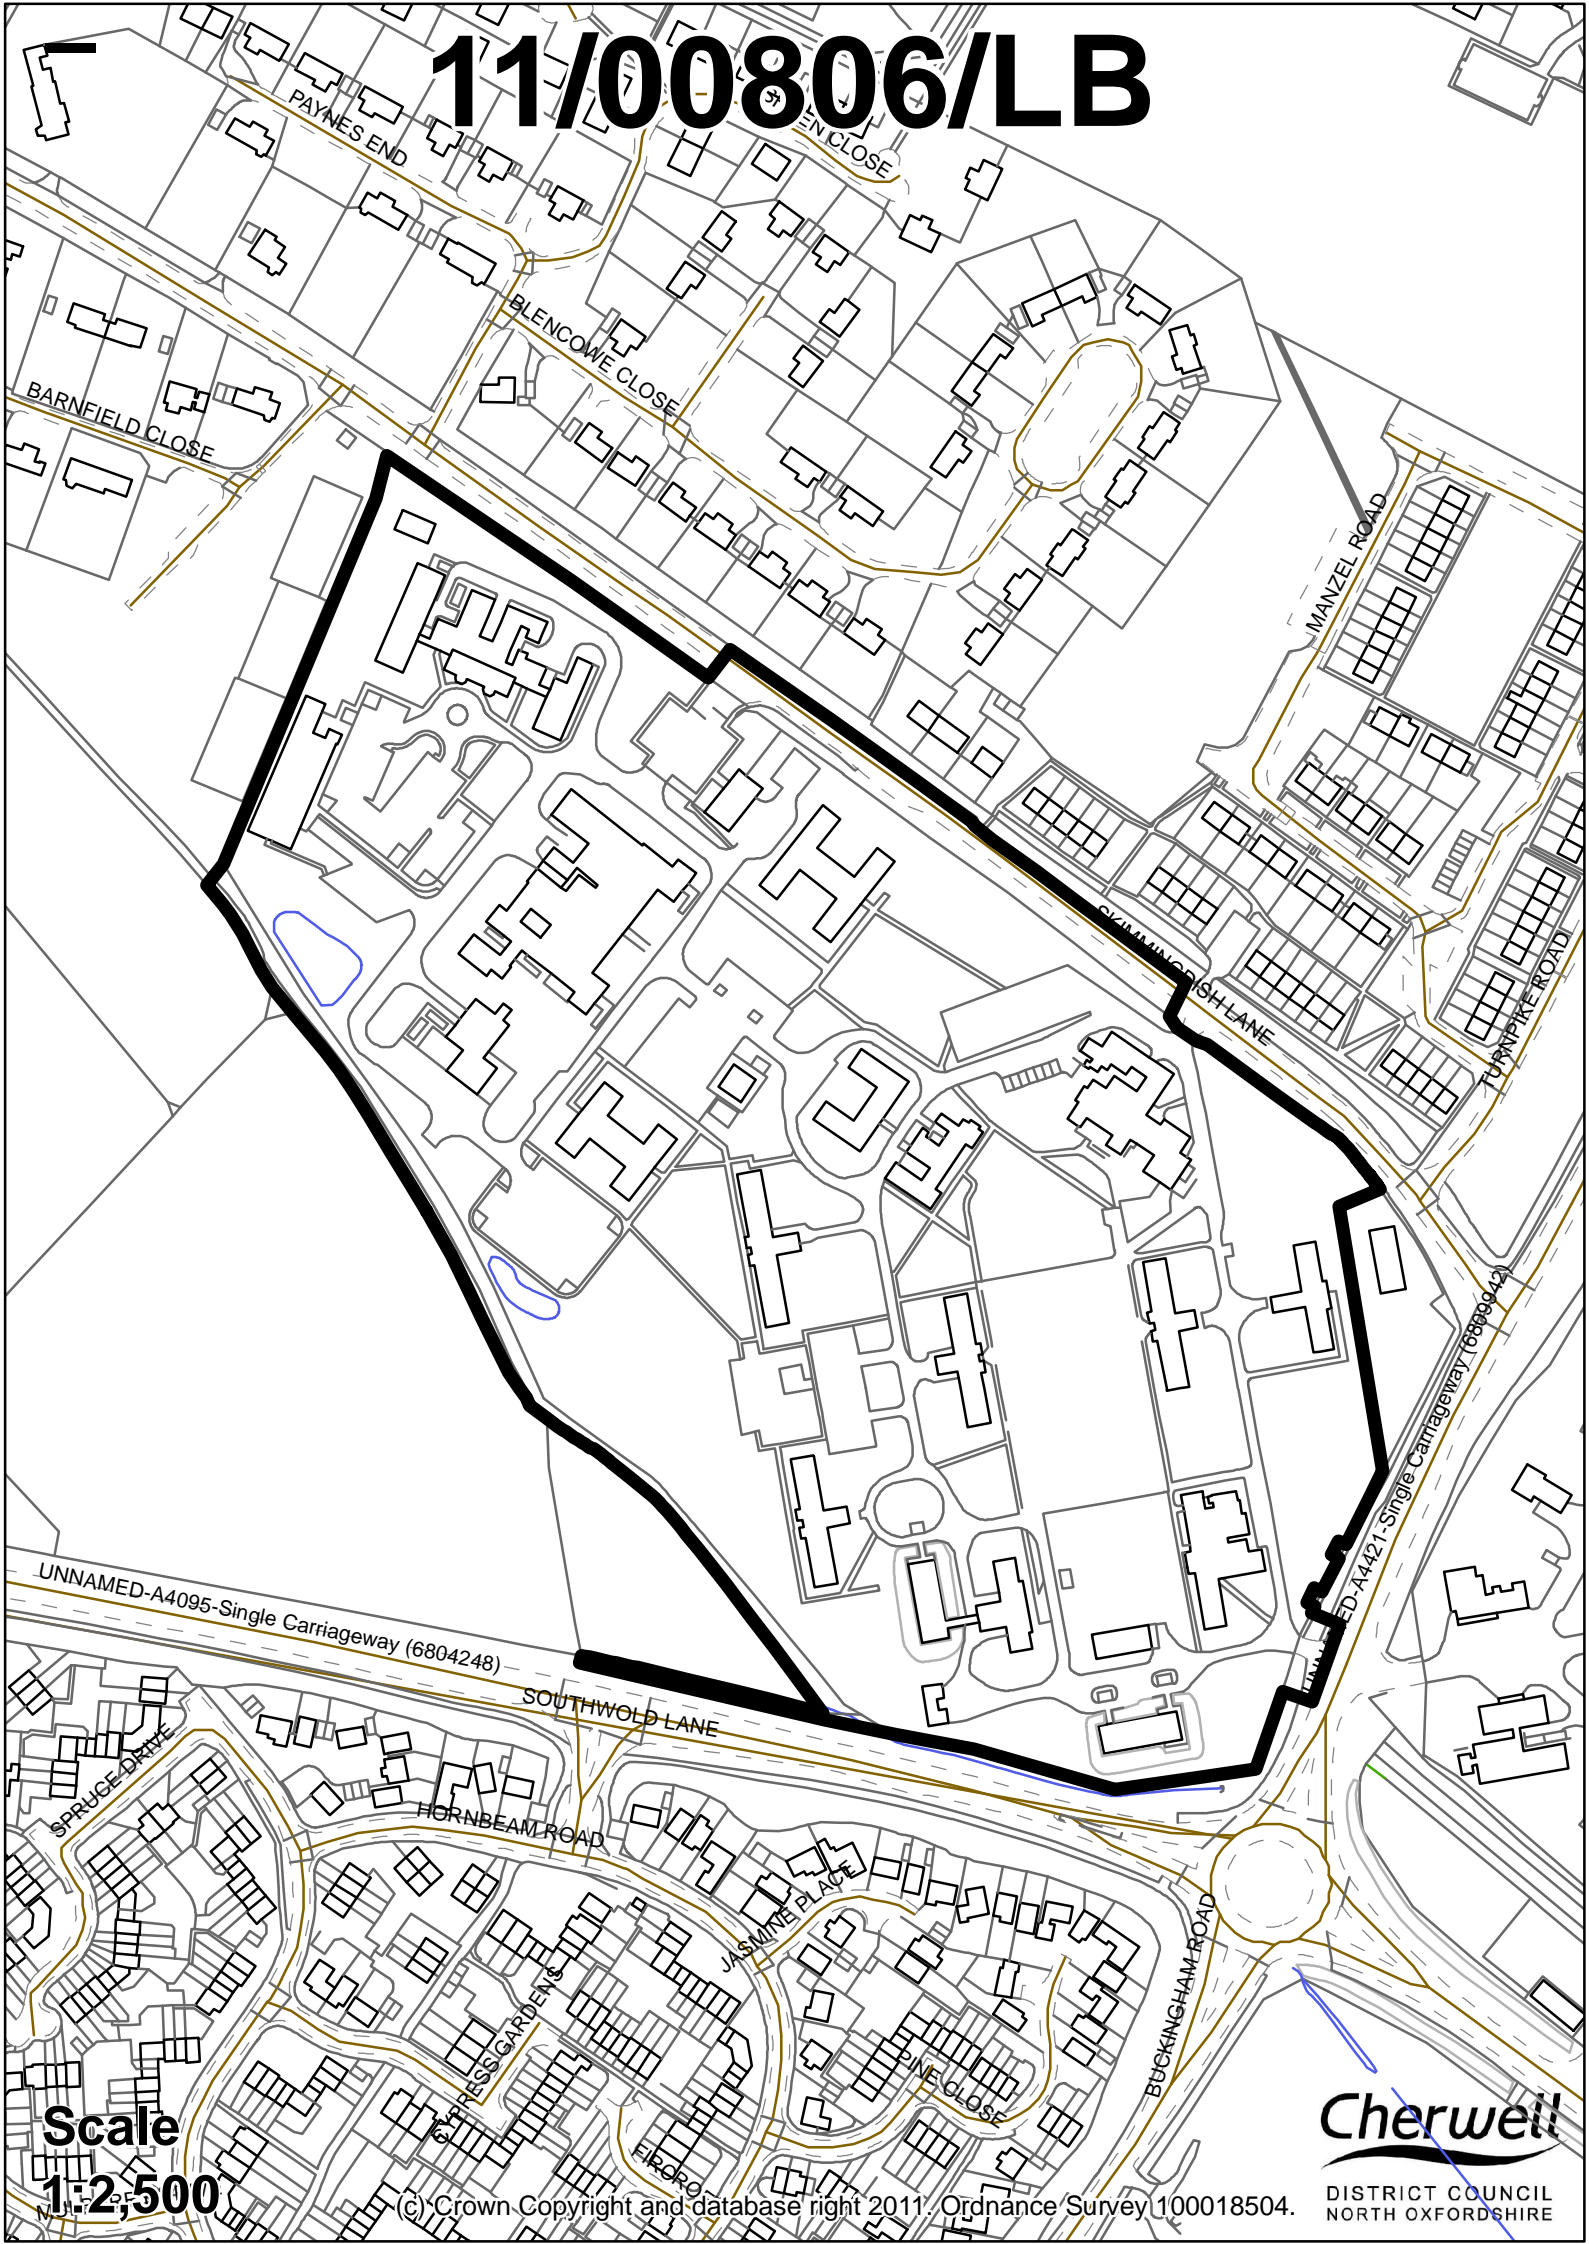 11/00806/LB
PAYNES END
EN CLOSE
BLENCOWE CLOSE
BARNFIELD CLOSE
MANZEL ROAD
SKIMMINGDISH LANE
TURNPIKE ROAD
UNNAMED-A4421-Single Carriageway (6809942)
UNNAMED-A4095-Single Carriageway (6804248)
SOUTHWOLD LANE
SPRUCE DRIVE
HORNBEAM ROAD
JASMINE PLACE
BUCKINGHAM ROAD
CYPRESS GARDENS
PINE CLOSE
Scale
1:2,500
(c) Crown Copyright and database right 2011. Ordnance Survey 100018504.
Cherwell
DISTRICT COUNCIL
NORTH OXFORDSHIRE